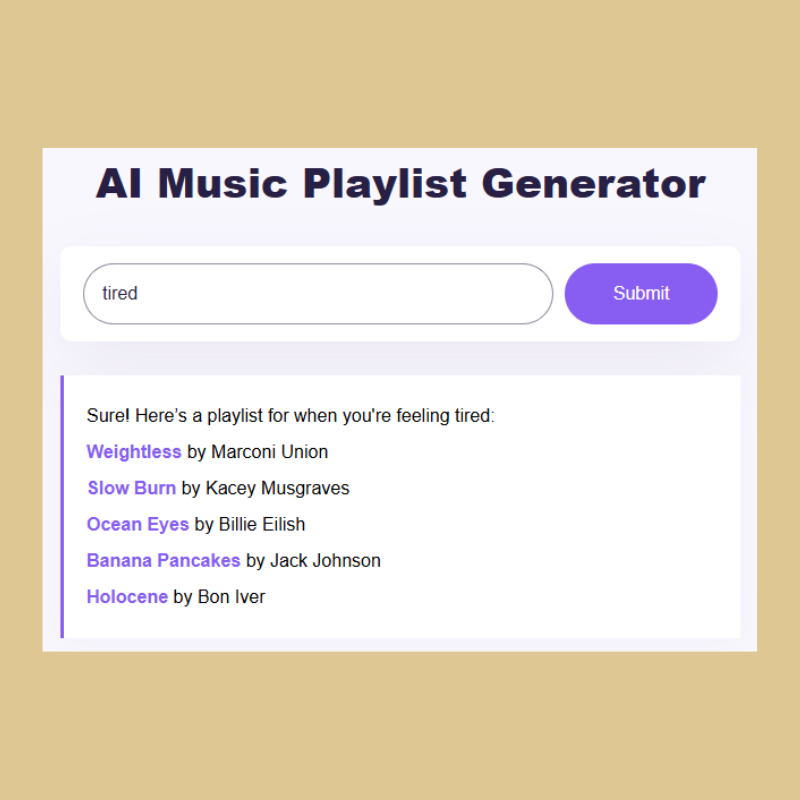 AI Music Playlist Generator
tired
Submit
Sure! Here’s a playlist for when you're feeling tired:
Weightless by Marconi Union
Slow Burn by Kacey Musgraves
Ocean Eyes by Billie Eilish
Banana Pancakes by Jack Johnson
Holocene by Bon Iver